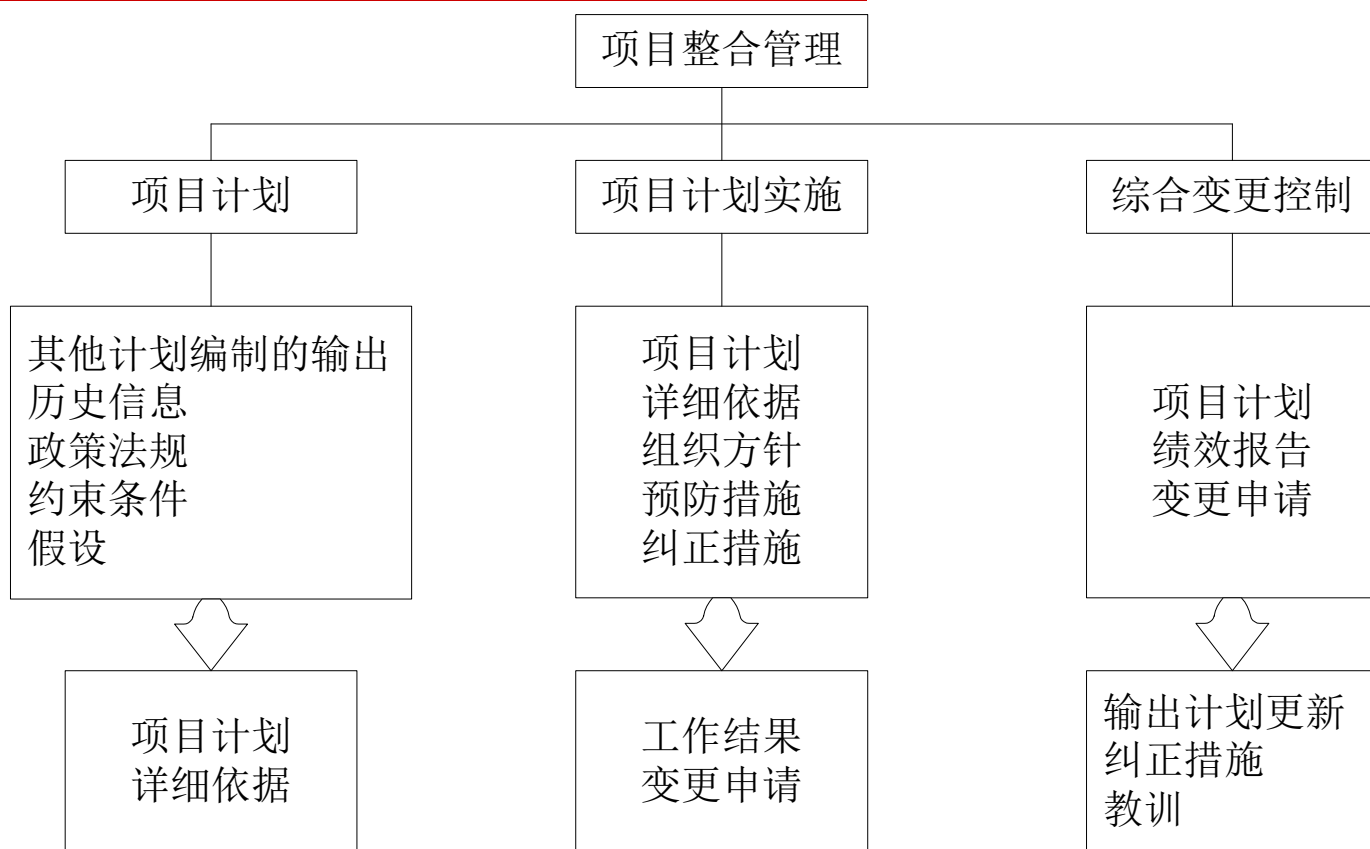 项目整合管理
项目计划
项目计划实施
综合变更控制
其他计划编制的输出
历史信息
政策法规
约束条件
假设
项目计划
详细依据
组织方针
预防措施
纠正措施
项目计划
绩效报告
变更申请
项目计划
详细依据
工作结果
变更申请
输出计划更新
纠正措施
教训